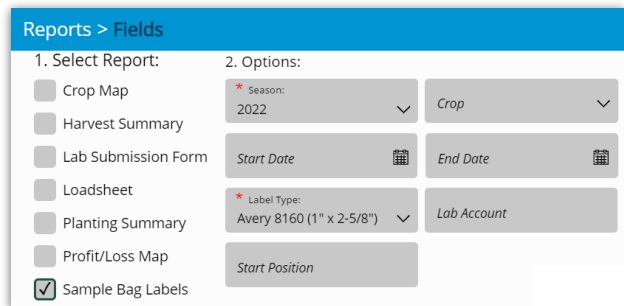 Reports > Fields
1. Select Report:
Crop Map
Harvest Summary
Lab Submission Form
Loadsheet
Planting Summary
Profit/Loss Map
Sample Bag Labels
2. Options:
* Season:
2022
Crop
Start Date
End Date
* Label Type:
Avery 8160 (1" x 2-5/8")
Lab Account
Start Position